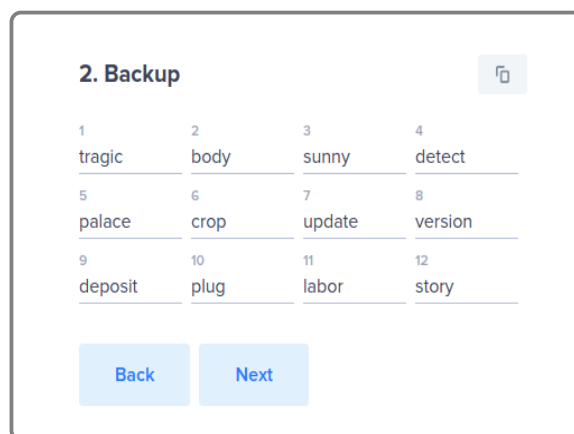 2. Backup
1 2 3 4
tragic body sunny detect
5 6 7 8
palace crop update version
9 10 11 12
deposit plug labor story
Back Next